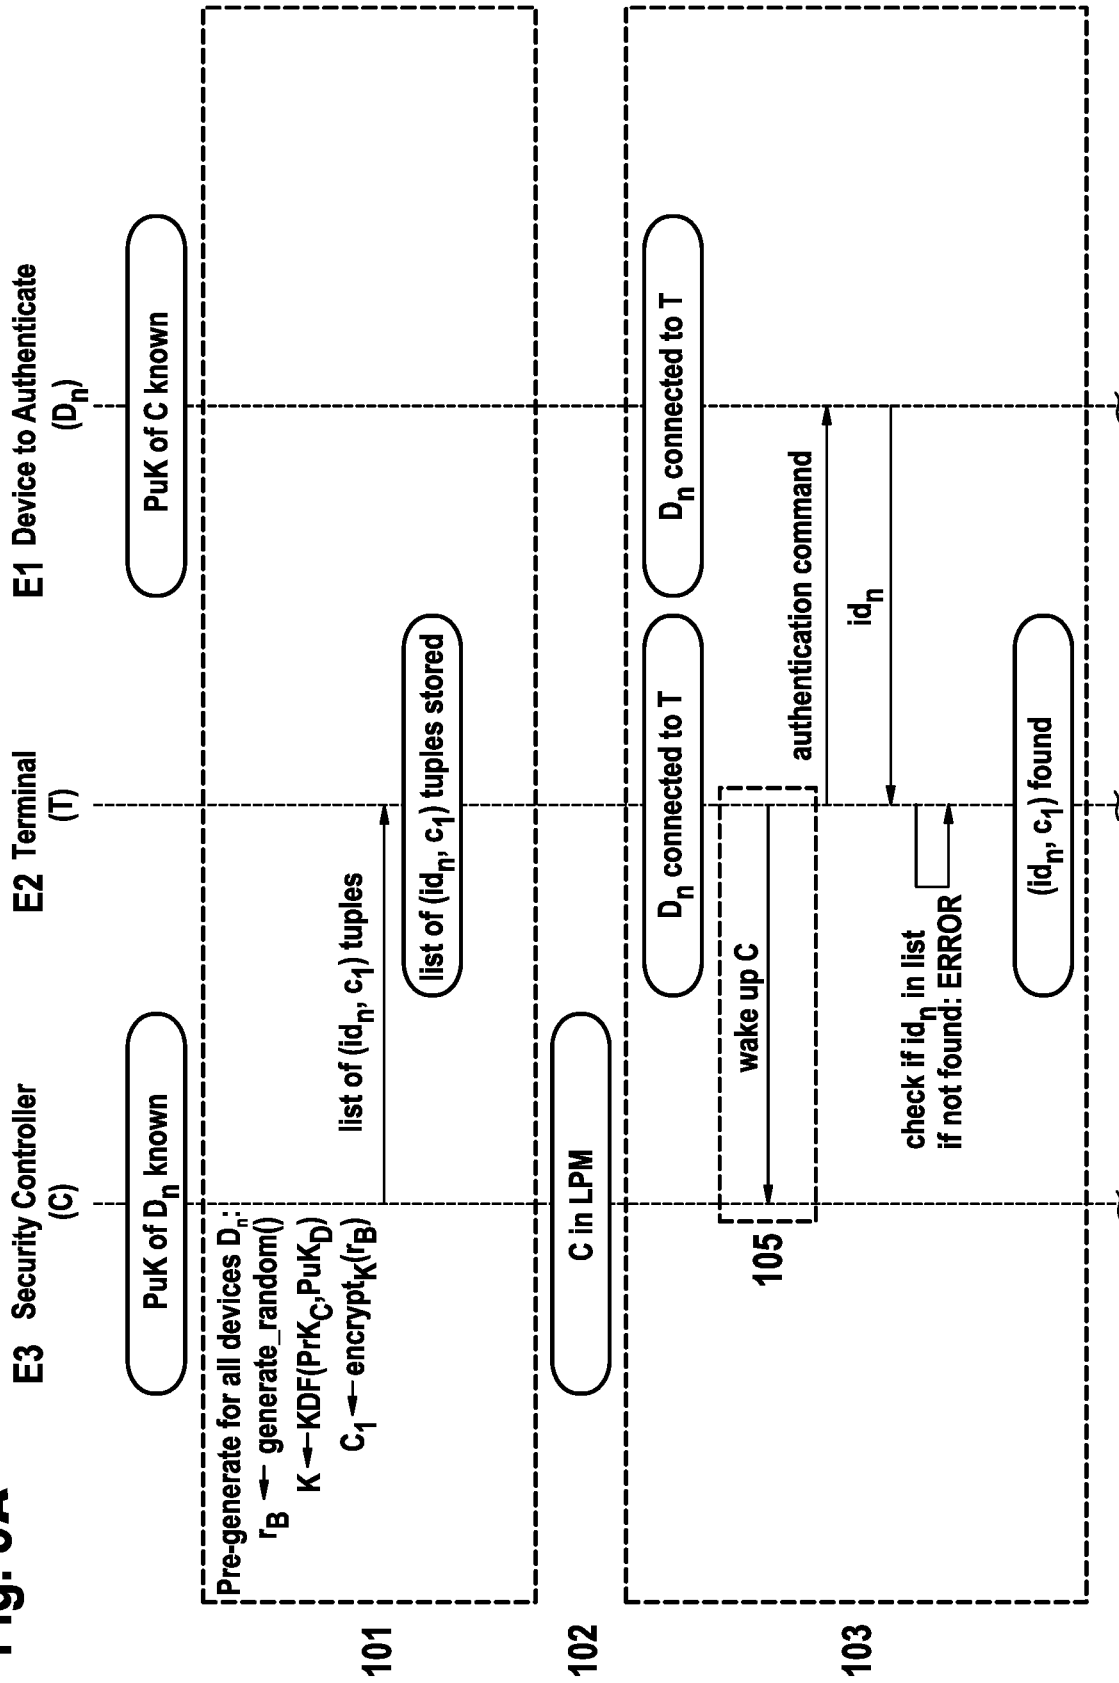 E3 Security Controller
(C)
E2 Terminal
(T)
E1 Device to Authenticate
(Dn)
PuK of Dn known
PuK of C known
101
Pre-generate for all devices Dn:
rB ← generate_random()
K ← KDF(PrKC,PuKD)
C1 ← encryptK(rB)
list of (idn, c1) tuples
list of (idn, c1) tuples stored
102
C in LPM
103
Dn connected to T
Dn connected to T
105
wake up C
authentication command
idn
check if idn in list
if not found: ERROR
(idn, c1) found